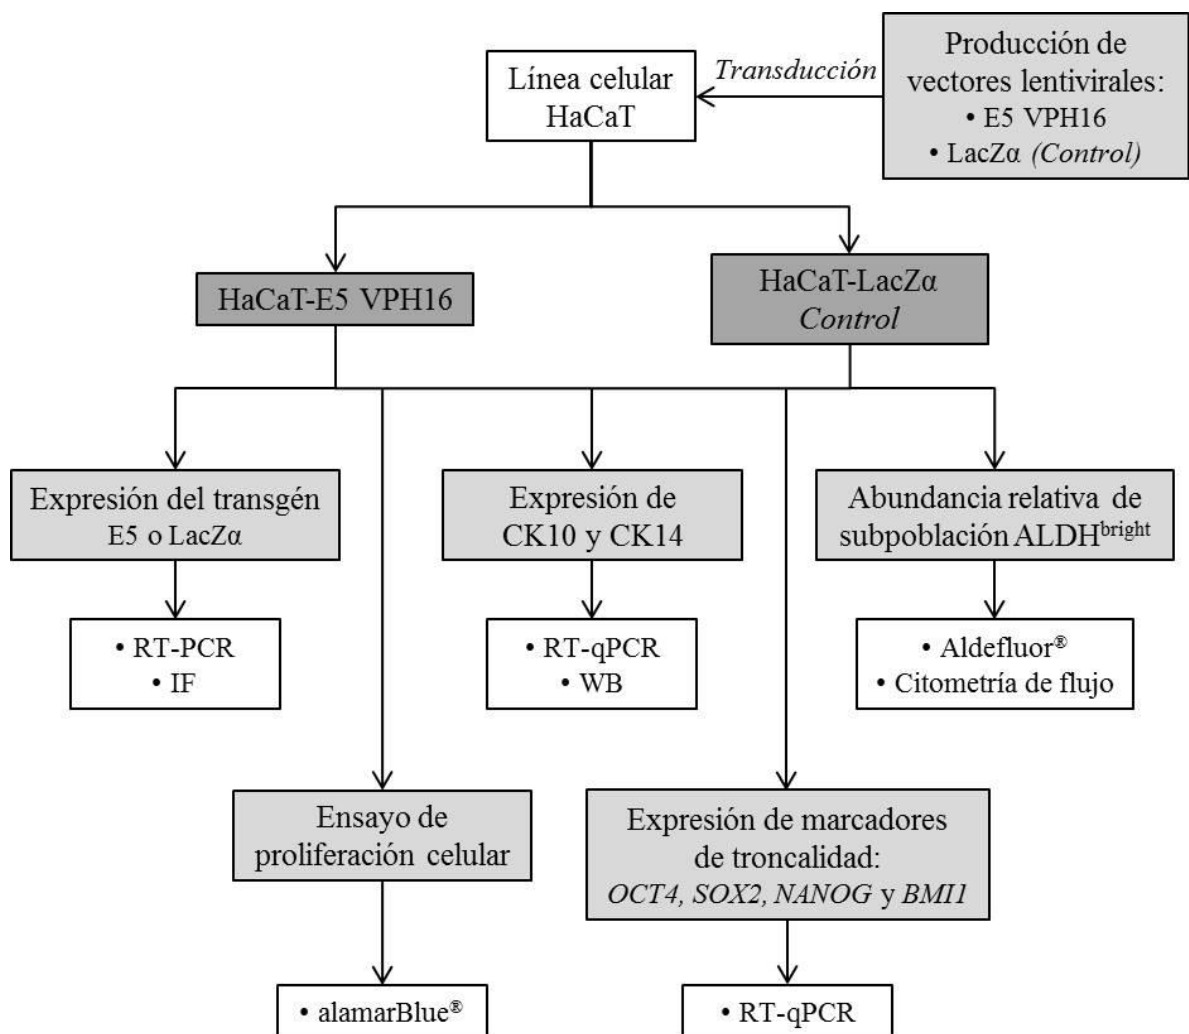 Producción de
vectores lentivirales:
• E5 VPH16
• LacZα (Control)
Transducción
Línea celular
HaCaT
HaCaT-E5 VPH16
HaCaT-LacZα
Control
Expresión del transgén
E5 o LacZα
Expresión de
CK10 y CK14
Abundancia relativa de
subpoblación ALDHbright
• RT-PCR
• IF
• RT-qPCR
• WB
• Aldefluor®
• Citometría de flujo
Ensayo de
proliferación celular
Expresión de marcadores
de troncalidad:
OCT4, SOX2, NANOG y BMI1
• alamarBlue®
• RT-qPCR